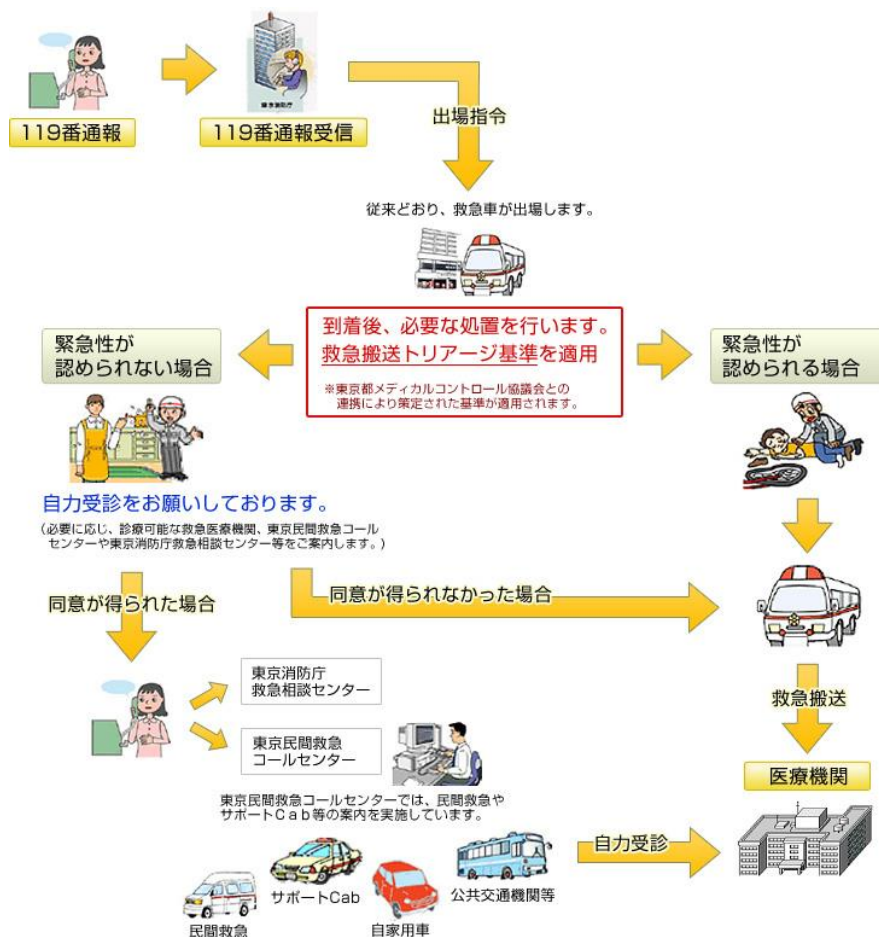 119番通報
119番通報受信
東京消防庁
出場指令
従来どおり、救急車が出場します。
到着後、必要な処置を行います。
救急搬送トリアージ基準を適用
※東京都メディカルコントロール協議会との
連携により策定された基準が適用されます。
緊急性が
認められない場合
緊急性が
認められる場合
自力受診をお願いしております。
(必要に応じ、診療可能な救急医療機関、東京民間救急コール
センターや東京消防庁救急相談センター等をご案内します。)
同意が得られた場合
同意が得られなかった場合
東京消防庁
救急相談センター
東京民間救急
コールセンター
東京民間救急コールセンターでは、民間救急や
サポートCab等の案内を実施しています。
救急搬送
医療機関
自力受診
民間救急
サポートCab
自家用車
公共交通機関等